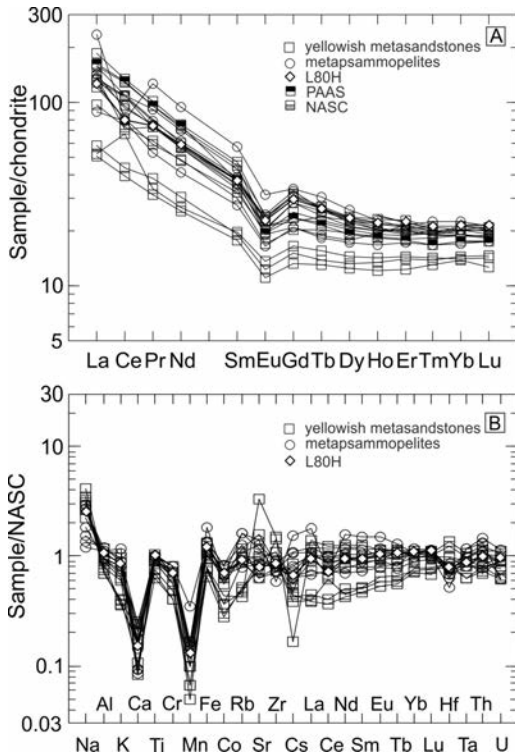 300
A
yellowish metasandstones
metapsammopelites
L80H
PAAS
NASC
100
Sample/chondrite
10
5
La Ce Pr Nd Sm Eu Gd Tb Dy Ho Er Tm Yb Lu
30
B
yellowish metasandstones
metapsammopelites
L80H
10
Sample/NASC
1
0.1
0.03
Al Ca Cr Fe Rb Zr La Nd Eu Yb Hf Th
Na K Ti Mn Co Sr Cs Ce Sm Tb Lu Ta U